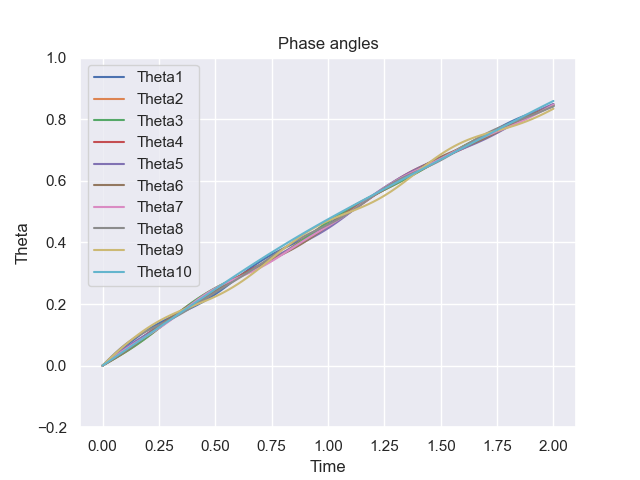 Phase angles
1.0
0.8
0.6
0.4
0.2
0.0
−0.2
Theta
Theta1
Theta2
Theta3
Theta4
Theta5
Theta6
Theta7
Theta8
Theta9
Theta10
0.00 0.25 0.50 0.75 1.00 1.25 1.50 1.75 2.00
Time